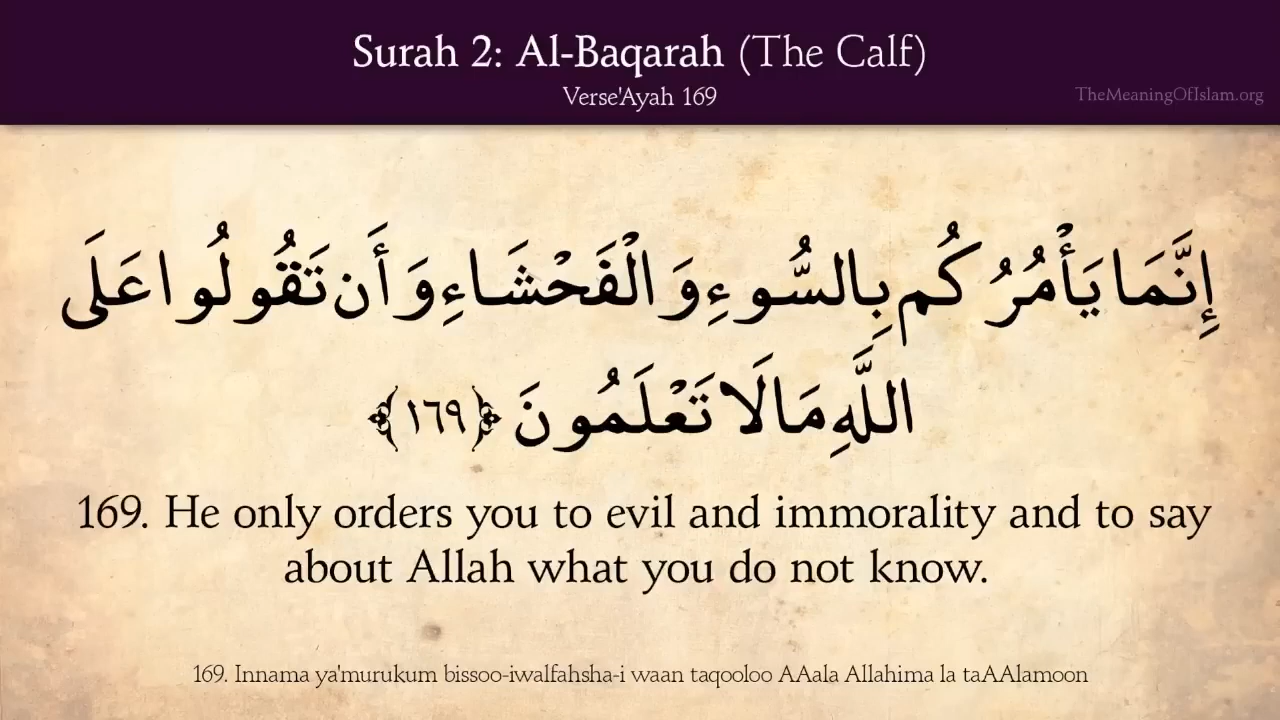 Surah 2: Al-Baqarah (The Calf)
Verse'Ayah 169
TheMeaningOfIslam.org
إِنَّمَا يَأْمُرُكُم بِالسُّوءِ وَالْفَحْشَاءِ وَأَن تَقُولُوا عَلَى
اللَّهِ مَا لَا تَعْلَمُونَ ﴿١٦٩﴾
169. He only orders you to evil and immorality and to say
about Allah what you do not know.
169. Innama ya'murukum bissoo-iwalfahsha-i waan taqooloo AAala Allahima la taAAlamoon